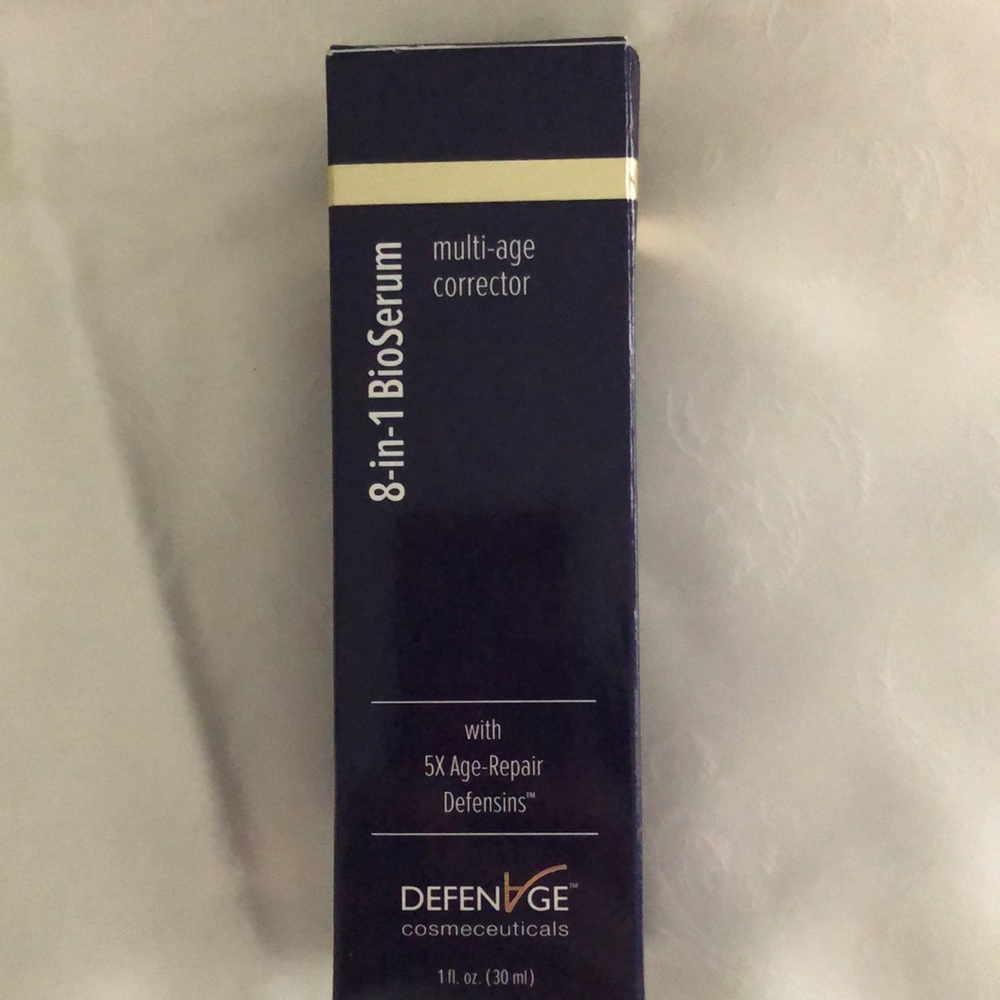 8-in-1 BioSerum
multi-age
corrector
with
5X Age-Repair
Defensins™
DEFENAGE™
cosmeceuticals
1 fl. oz. (30 ml)